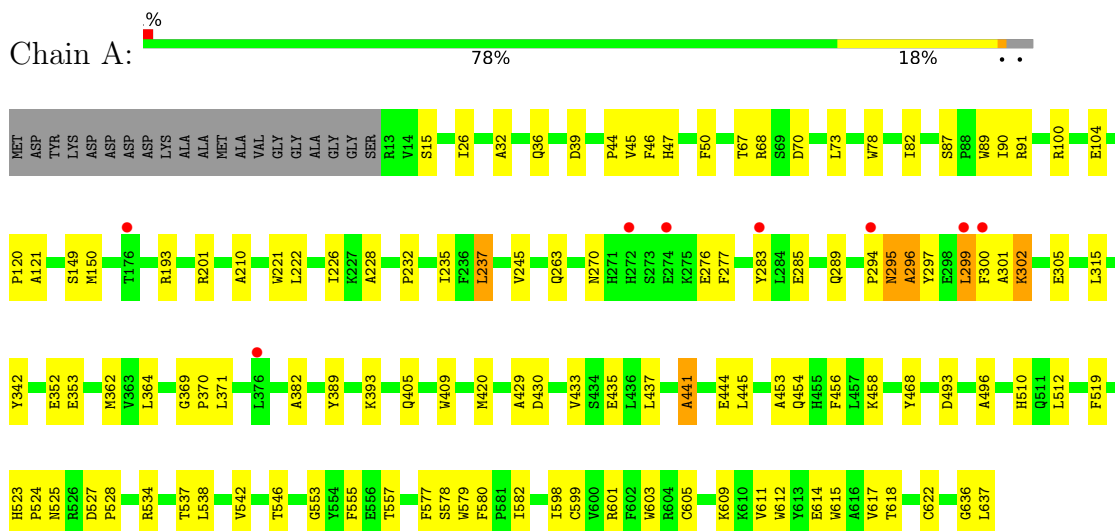 .%
Chain A:
78% 18% • •
MET ASP TYR LYS ASP ASP ASP ASP LYS ALA ALA MET ALA VAL GLY GLY ALA GLY GLY SER R13 V14 S15 I26 A32 Q36 D39 P44 V45 F46 H47 F50 T67 R68 S69 D70 L73 W78 I82 S87 P88 W89 I90 R91 R100 E104
P120 A121 S149 M150 T176 R193 R201 A210 W221 L222 I226 K227 A228 P232 I235 F236 L237 V245 Q263 N270 H271 H272 S273 E274 K275 E276 F277 Y283 L284 E285 Q289 P294 N295 A296 Y297 E298 L299 F300 A301 K302 E305 L315
Y342 E352 E353 M362 V363 L364 G369 P370 L371 L376 A382 Y389 K393 Q405 W409 M420 A429 D430 V433 S434 E435 L436 L437 A441 E444 L445 A453 Q454 H455 F456 L457 K458 Y468 D493 A496 H510 Q511 L512 F519
H523 P524 N525 R526 D527 P528 R534 T537 L538 V542 T546 G553 Y554 F555 E556 T557 F577 S578 W579 F580 P581 I582 I598 C599 V600 R601 F602 W603 R604 C605 K609 K610 V611 W612 Y613 E614 W615 A616 V617 T618 C622 G636 L637